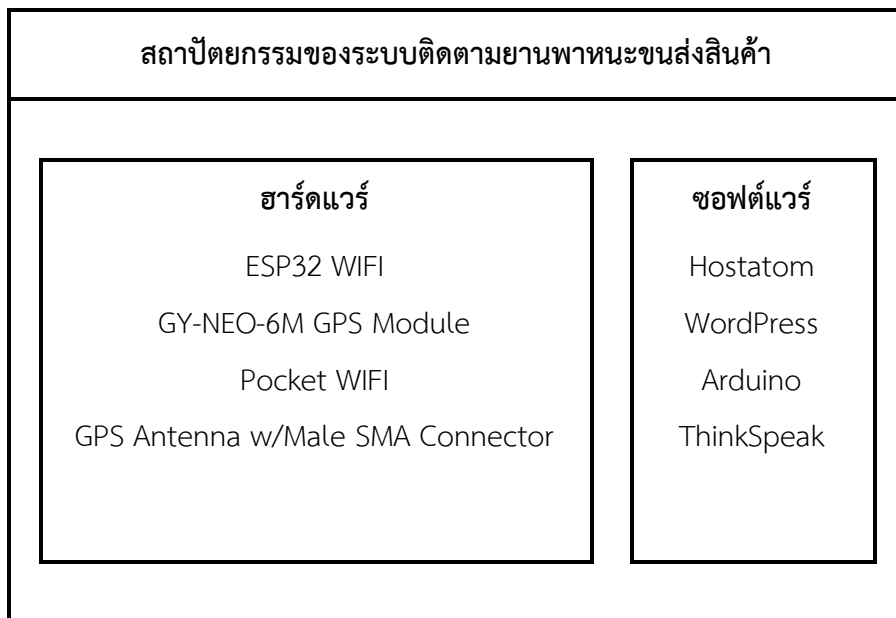 สถาปัตยกรรมของระบบติดตามยานพาหนะขนส่งสินค้า
ฮาร์ดแวร์
ESP32 WIFI
GY-NEO-6M GPS Module
Pocket WIFI
GPS Antenna w/Male SMA Connector
ซอฟต์แวร์
Hostatom
WordPress
Arduino
ThinkSpeak